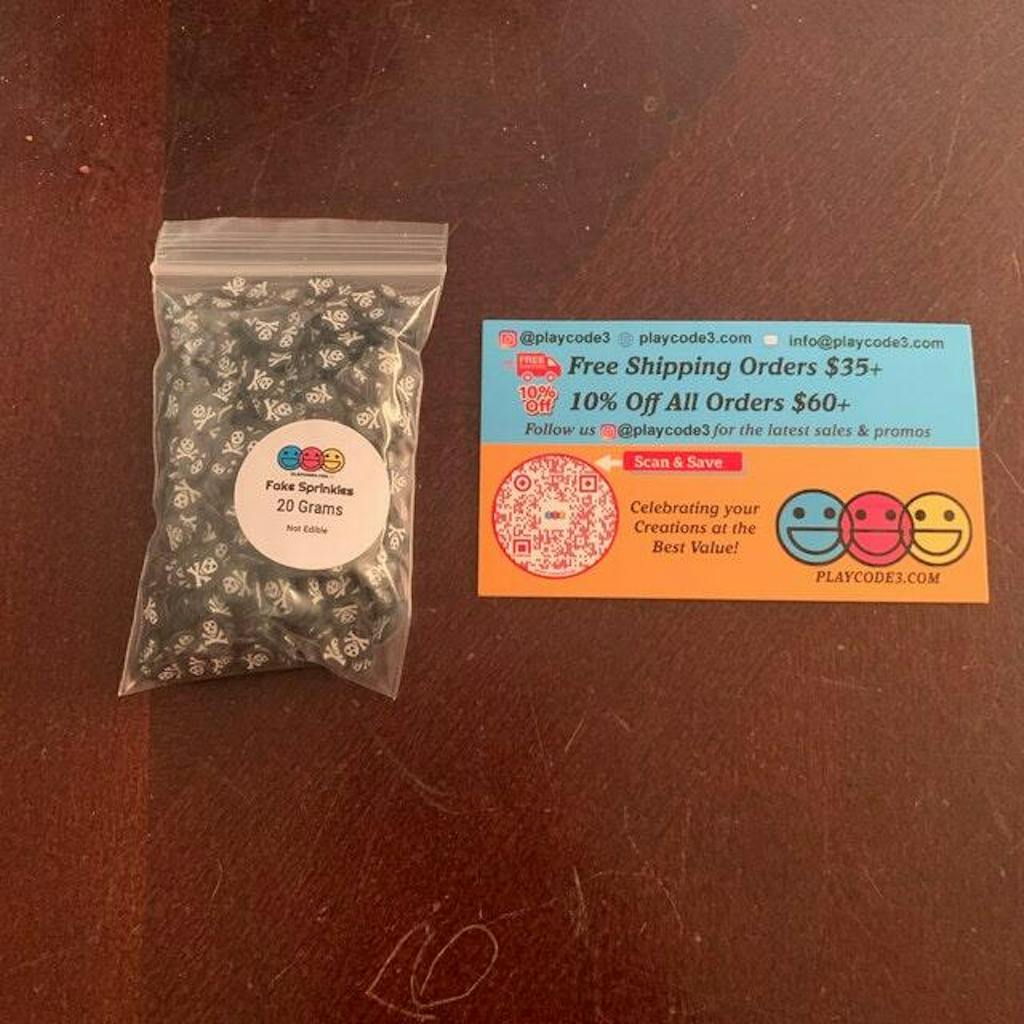 PLAYCODE3.COM
Fake Sprinkles
20 Grams
Not Edible
@playcode3 playcode3.com info@playcode3.com
FREE
Free Shipping Orders $35+
10%
Off
10% Off All Orders $60+
Follow us @playcode3 for the latest sales & promos
Scan & Save
Celebrating your
Creations at the
Best Value!
PLAYCODE3.COM